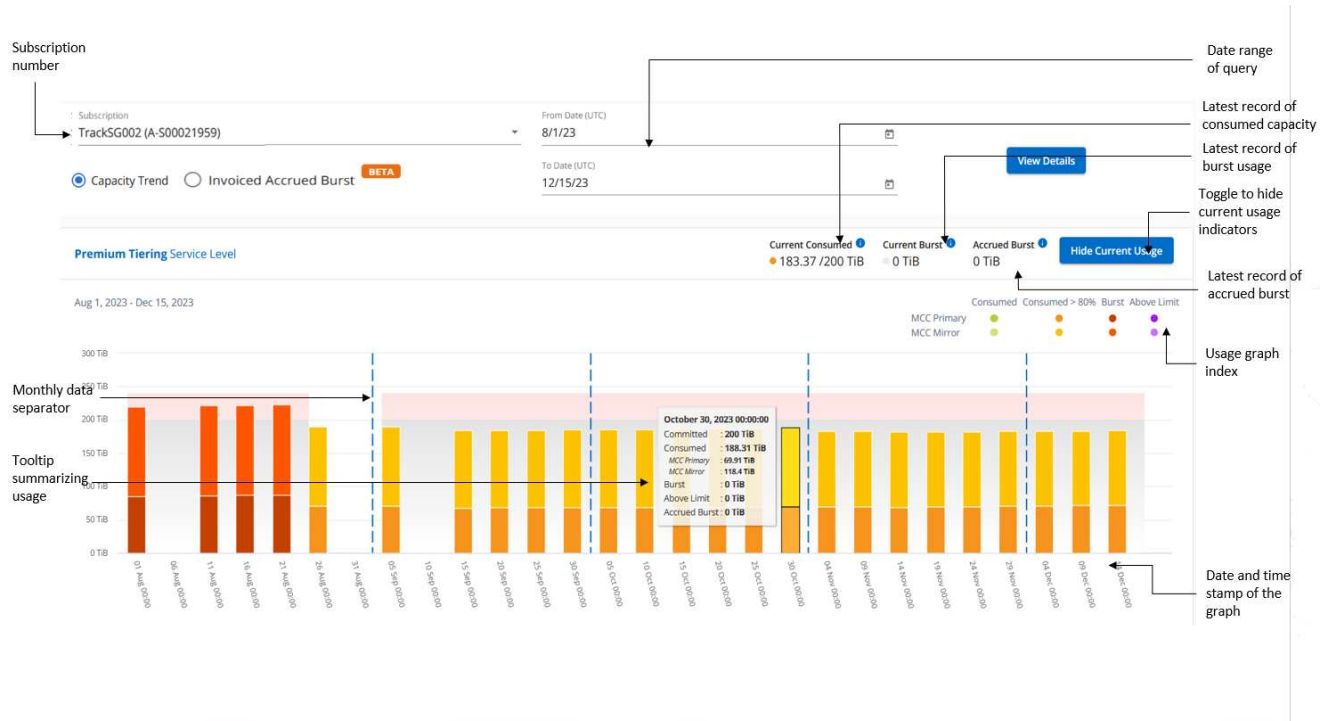 Subscription
number
Date range
of query
Latest record of
consumed capacity
Latest record of
burst usage
Toggle to hide
current usage
indicators
Latest record of
accrued burst
Usage graph
index
Date and time
stamp of the
graph
Monthly data
separator
Tooltip
summarizing
usage
Subscription
TrackSG002 (A-S00021959)
From Date (UTC)
8/1/23
Capacity Trend
Invoiced Accrued Burst
BETA
To Date (UTC)
12/15/23
View Details
Premium Tiering Service Level
Current Consumed
183.37 /200 TiB
Current Burst
0 TiB
Accrued Burst
0 TiB
Hide Current Usage
Aug 1, 2023 - Dec 15, 2023
Consumed Consumed > 80% Burst Above Limit
MCC Primary
MCC Mirror
300 TiB
250 TiB
200 TiB
150 TiB
100 TiB
50 TiB
0 TiB
October 30, 2023 00:00:00
Committed : 200 TiB
Consumed : 188.31 TiB
MCC Primary : 69.91 TiB
MCC Mirror : 118.4 TiB
Burst : 0 TiB
Above Limit : 0 TiB
Accrued Burst : 0 TiB
01 Aug 00:00
06 Aug 00:00
11 Aug 00:00
16 Aug 00:00
21 Aug 00:00
26 Aug 00:00
31 Aug 00:00
05 Sep 00:00
10 Sep 00:00
15 Sep 00:00
20 Sep 00:00
25 Sep 00:00
30 Sep 00:00
05 Oct 00:00
10 Oct 00:00
15 Oct 00:00
20 Oct 00:00
25 Oct 00:00
30 Oct 00:00
04 Nov 00:00
09 Nov 00:00
14 Nov 00:00
19 Nov 00:00
24 Nov 00:00
29 Nov 00:00
04 Dec 00:00
09 Dec 00:00
Dec 00:00